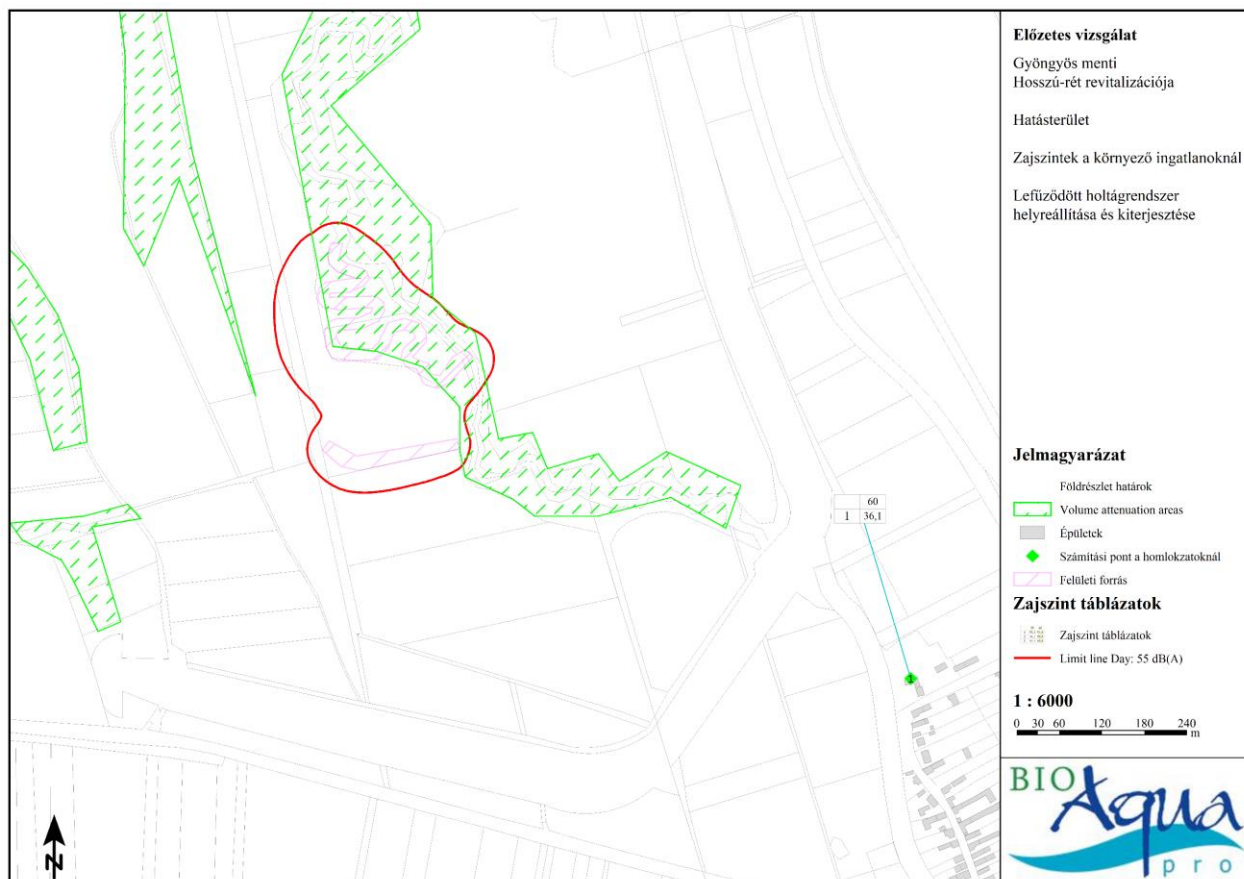 Előzetes vizsgálat
Gyöngyös menti
Hosszú-rét revitalizációja
Hatásterület
Zajszintek a környező ingatlanoknál
Lefűződött holtágrendszer
helyreállítása és kiterjesztése
60
1 36,1
1
Jelmagyarázat
Földrészlet határok
Volume attenuation areas
Épületek
Számítási pont a homlokzatoknál
Felületi forrás
Zajszint táblázatok
Zajszint táblázatok
Limit line Day: 55 dB(A)
1 : 6000
0 30 60 120 180 240
m
N
BIO
Aqua
pro